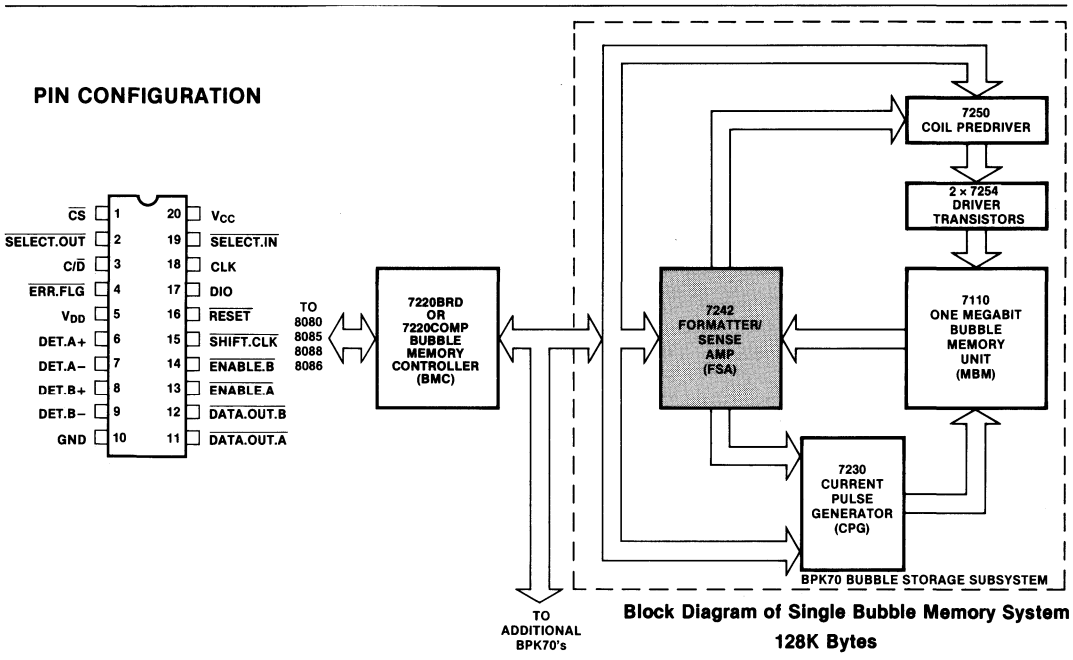 PIN CONFIGURATION
CS 1 20 VCC
SELECT.OUT 2 19 SELECT.IN
C/D 3 18 CLK
ERR.FLG 4 17 DIO
VDD 5 16 RESET
DET.A+ 6 15 SHIFT.CLK
DET.A− 7 14 ENABLE.B
DET.B+ 8 13 ENABLE.A
DET.B− 9 12 DATA.OUT.B
GND 10 11 DATA.OUT.A
TO
8080
8085
8088
8086
7220BRD
OR
7220COMP
BUBBLE
MEMORY
CONTROLLER
(BMC)
TO
ADDITIONAL
BPK70's
7250
COIL PREDRIVER
2 × 7254
DRIVER
TRANSISTORS
7242
FORMATTER/
SENSE
AMP
(FSA)
7110
ONE MEGABIT
BUBBLE
MEMORY
UNIT
(MBM)
7230
CURRENT
PULSE
GENERATOR
(CPG)
BPK70 BUBBLE STORAGE SUBSYSTEM
Block Diagram of Single Bubble Memory System
128K Bytes